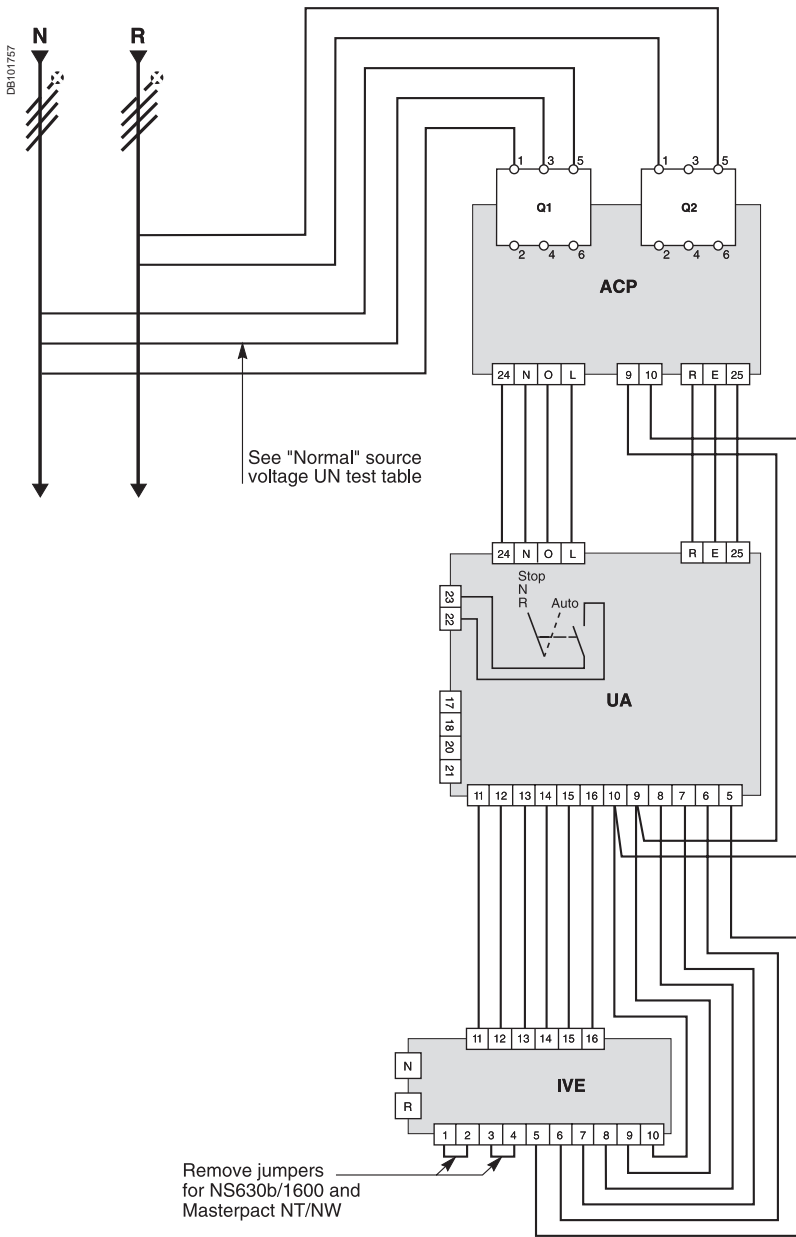 N R
DB101757
1 3 5 1 3 5
Q1 Q2
2 4 6 2 4 6
ACP
24 N O L 9 10 R E 25
See "Normal" source
voltage UN test table
24 N O L R E 25
Stop
N
R Auto
23
22
UA
17
18
20
21
11 12 13 14 15 16 10 9 8 7 6 5
11 12 13 14 15 16
N
IVE
R
1 2 3 4 5 6 7 8 9 10
Remove jumpers
for NS630b/1600 and
Masterpact NT/NW